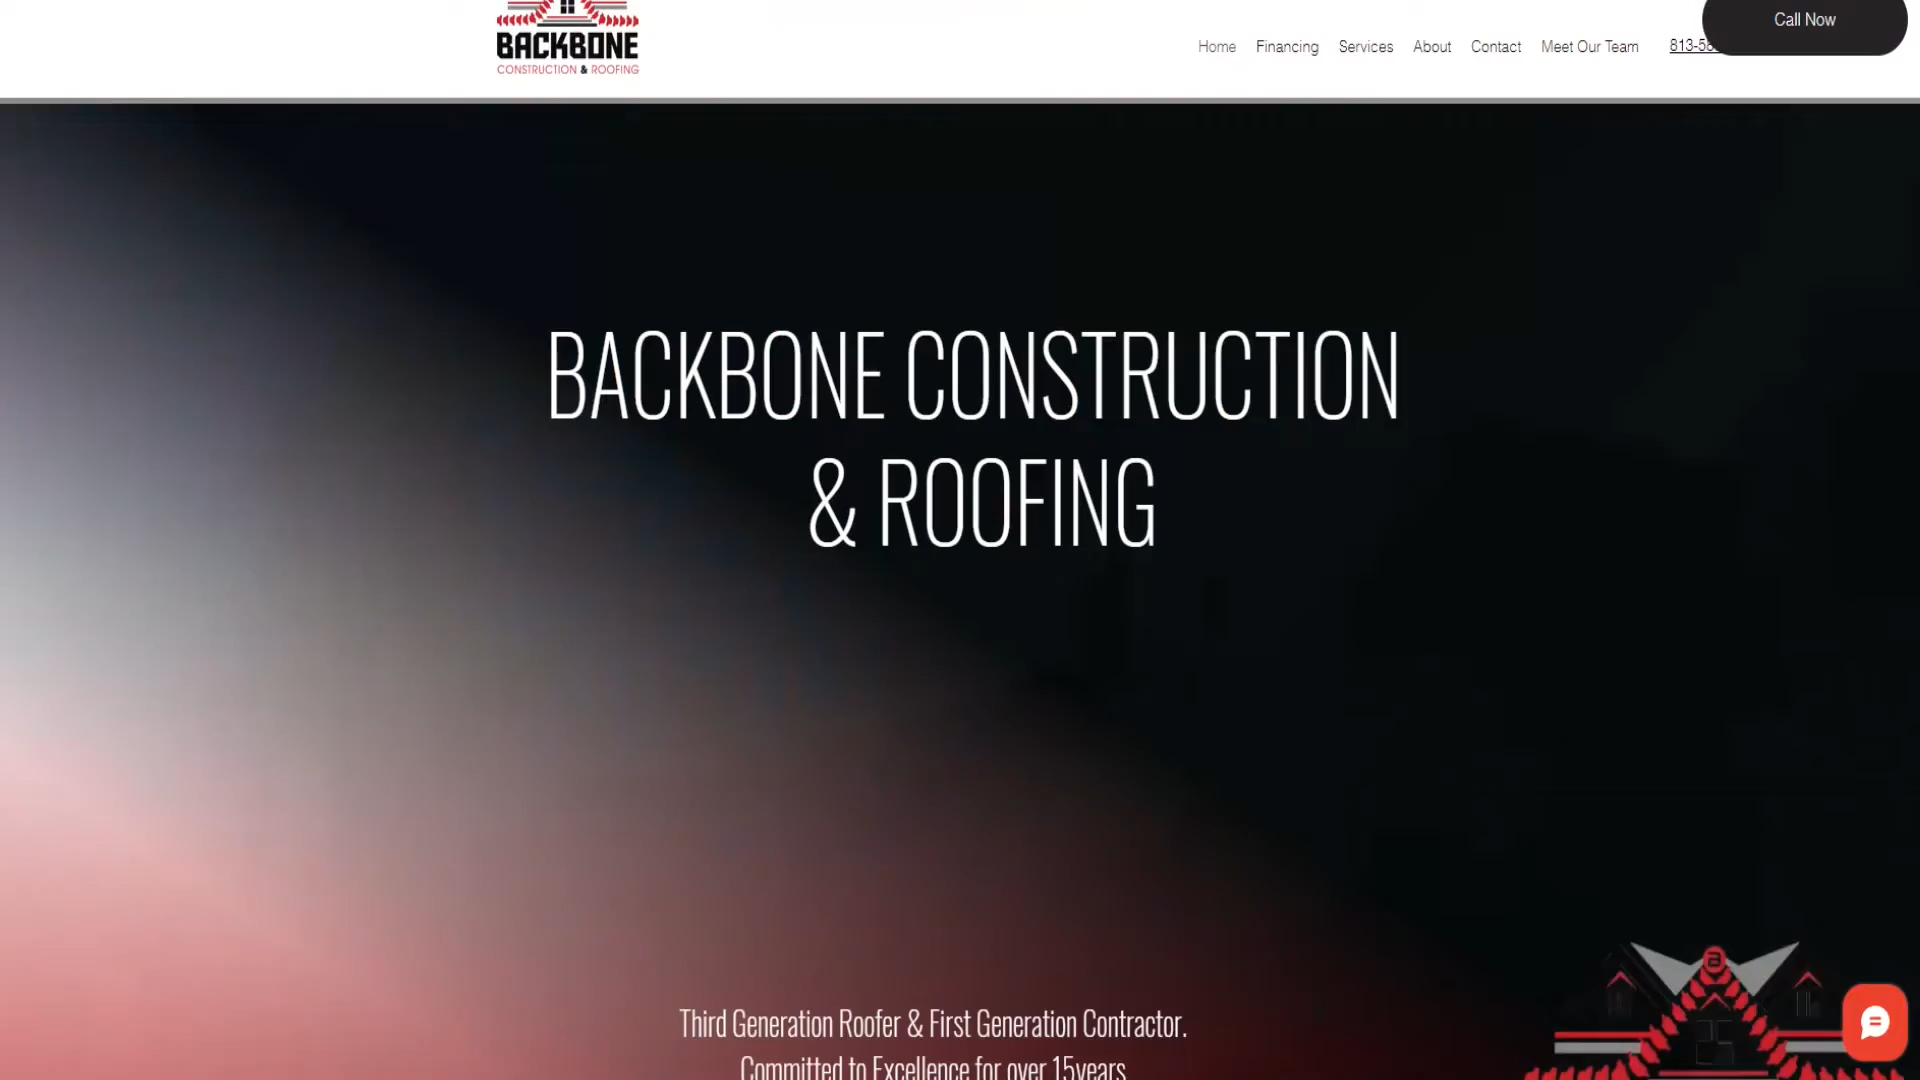 BACKBONE
CONSTRUCTION & ROOFING
Home Financing Services About Contact Meet Our Team
Call Now
BACKBONE CONSTRUCTION
& ROOFING
Third Generation Roofer & First Generation Contractor.
Committed to Excellence for over 15years